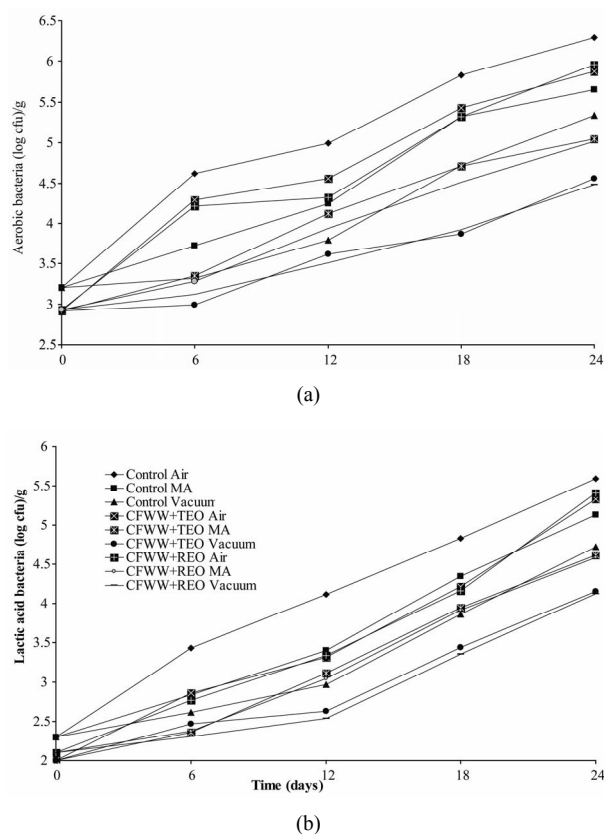 6.5
6
5.5
5
4.5
4
3.5
3
2.5
Aerobic bacteria (log cfu)/g
0 6 12 18 24
(a)
6
5.5
5
4.5
4
3.5
3
2.5
2
Lactic acid bacteria (log cfu)/g
Control Air
Control MA
Control Vacuum
CFWW+TEO Air
CFWW+TEO MA
CFWW+TEO Vacuum
CFWW+REO Air
CFWW+REO MA
CFWW+REO Vacuum
0 6 12 18 24
Time (days)
(b)